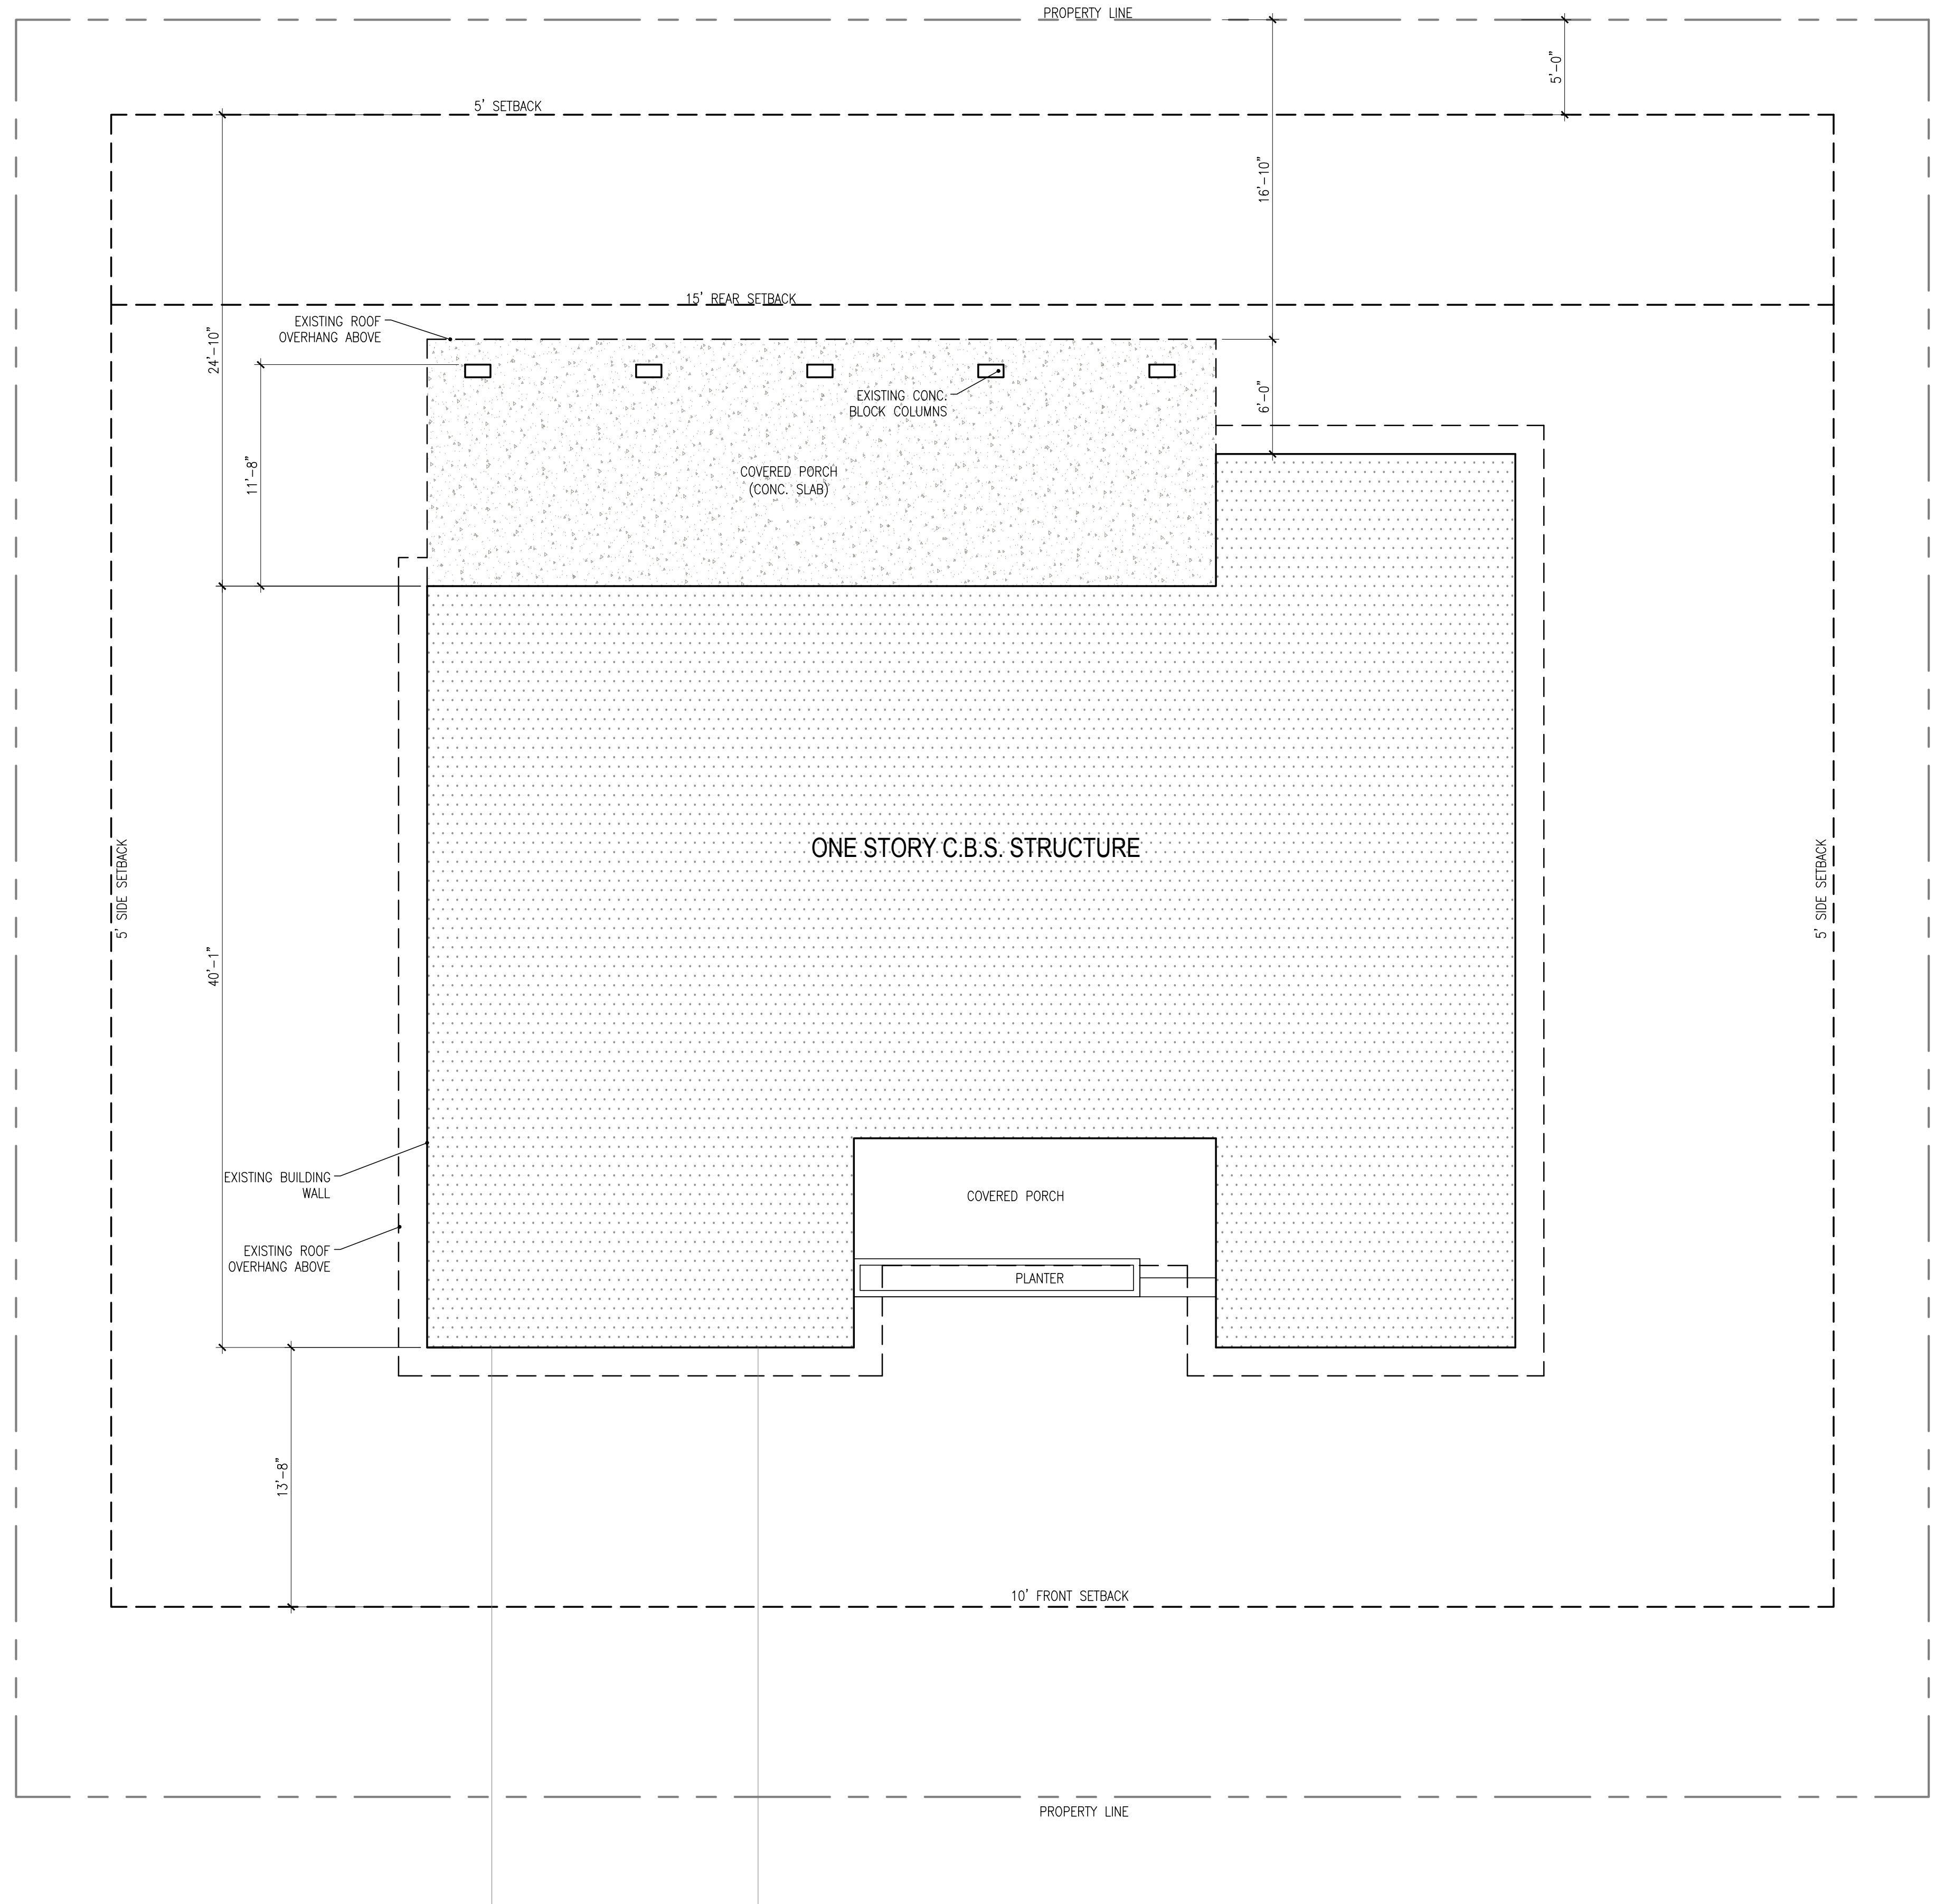 PROPERTY LINE
5'-0"
5' SETBACK
16'-10"
15' REAR SETBACK
EXISTING ROOF
OVERHANG ABOVE
24'-10"
EXISTING CONC.
BLOCK COLUMNS
6'-0"
11'-8"
COVERED PORCH
(CONC. SLAB)
ONE STORY C.B.S. STRUCTURE
5' SIDE SETBACK
5' SIDE SETBACK
40'-1"
EXISTING BUILDING
WALL
COVERED PORCH
EXISTING ROOF
OVERHANG ABOVE
PLANTER
13'-8"
10' FRONT SETBACK
PROPERTY LINE